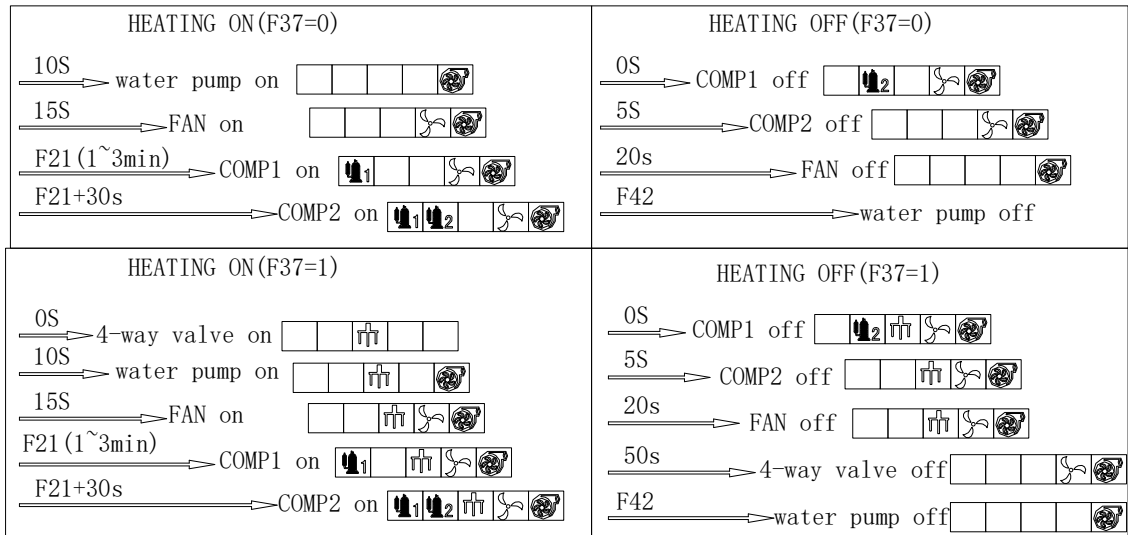 HEATING ON(F37=0)
10S
water pump on
15S
FAN on
F21(1~3min)
COMP1 on
1
F21+30s
COMP2 on
1 2
HEATING OFF(F37=0)
0S
COMP1 off
2
5S
COMP2 off
20s
FAN off
F42
water pump off
HEATING ON(F37=1)
0S
4-way valve on
10S
water pump on
15S
FAN on
F21(1~3min)
COMP1 on
1
F21+30s
COMP2 on
1 2
HEATING OFF(F37=1)
0S
COMP1 off
2
5S
COMP2 off
20s
FAN off
50s
4-way valve off
F42
water pump off